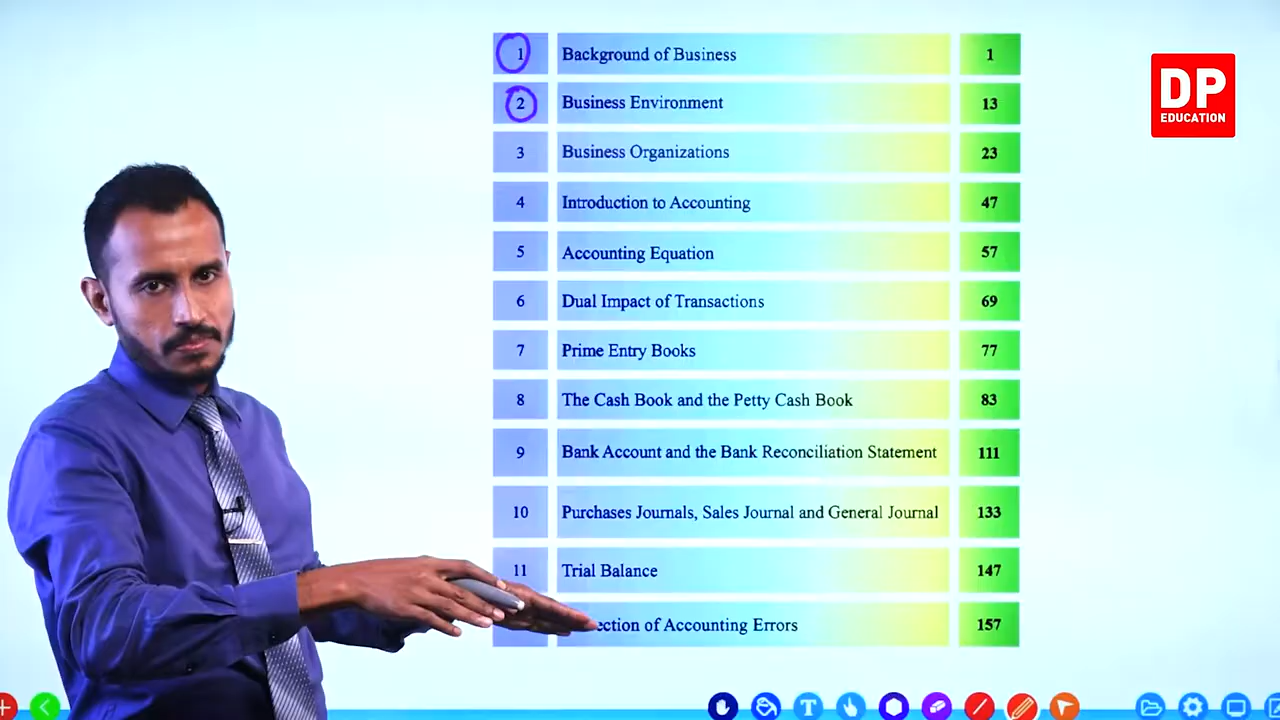 1 Background of Business 1
2 Business Environment 13
3 Business Organizations 23
4 Introduction to Accounting 47
5 Accounting Equation 57
6 Dual Impact of Transactions 69
7 Prime Entry Books 77
8 The Cash Book and the Petty Cash Book 83
9 Bank Account and the Bank Reconciliation Statement 111
10 Purchases Journals, Sales Journal and General Journal 133
11 Trial Balance 147
of Accounting Errors 157
DP
EDUCATION
T